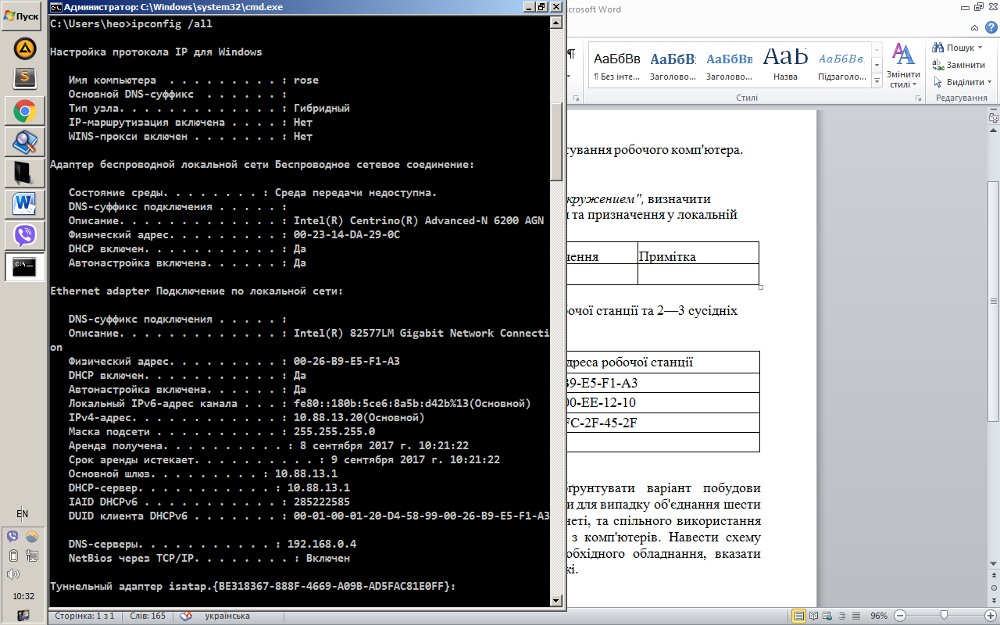 Пуск
EN
10:32
Администратор: C:\Windows\system32\cmd.exe
C:\Users\heo>ipconfig /all
Настройка протокола IP для Windows
Имя компьютера . . . . . . . . . : rose
Основной DNS-суффикс . . . . . . :
Тип узла. . . . . . . . . . . . . : Гибридный
IP-маршрутизация включена . . . . : Нет
WINS-прокси включен . . . . . . . : Нет
Адаптер беспроводной локальной сети Беспроводное сетевое соединение:
Состояние среды. . . . . . . . : Среда передачи недоступна.
DNS-суффикс подключения . . . . . :
Описание. . . . . . . . . . . . . : Intel(R) Centrino(R) Advanced-N 6200 AGN
Физический адрес. . . . . . . . . : 00-23-14-DA-29-0C
DHCP включен. . . . . . . . . . . : Да
Автонастройка включена. . . . . . : Да
Ethernet adapter Подключение по локальной сети:
DNS-суффикс подключения . . . . . :
Описание. . . . . . . . . . . . . : Intel(R) 82577LM Gigabit Network Connecti
on
Физический адрес. . . . . . . . . : 00-26-B9-E5-F1-A3
DHCP включен. . . . . . . . . . . : Да
Автонастройка включена. . . . . . : Да
Локальный IPv6-адрес канала . . . : fe80::180b:5ce6:8a5b:d42b%13(Основной)
IPv4-адрес. . . . . . . . . . . . : 10.88.13.20(Основной)
Маска подсети . . . . . . . . . . : 255.255.255.0
Аренда получена. . . . . . . . . . : 8 сентября 2017 г. 10:21:22
Срок аренды истекает. . . . . . . . . . : 9 сентября 2017 г. 10:21:22
Основной шлюз. . . . . . . . . : 10.88.13.1
DHCP-сервер. . . . . . . . . . . : 10.88.13.1
IAID DHCPv6 . . . . . . . . . . . : 285222585
DUID клиента DHCPv6 . . . . . . . : 00-01-00-01-20-D4-58-99-00-26-B9-E5-F1-A3
DNS-серверы. . . . . . . . . . . : 192.168.0.4
NetBios через TCP/IP. . . . . . . . : Включен
Туннельный адаптер isatap.{BE318367-888F-4669-A09B-AD5FAC81E0FF}:
crosoft Word
АаБбВв АаБбВ АаБбВв АаБ АаБбВв
¶ Без інте... Заголово... Заголово... Назва Підзаголо...
Змінити
стилі
Стилі
Пошук
Замінити
Виділити
Редагування
тування робочого комп'ютера.
кружением", визначити
и та призначення у локальній
чення Примітка
бочої станції та 2—3 сусідніх
дреса робочої станції
B9-E5-F1-A3
00-EE-12-10
FC-2F-45-2F
бґрунтувати варіант побудови
и для випадку об'єднання шести
неті, та спільного використання
з комп'ютерів. Навести схему
обхідного обладнання, вказати
жі.
Сторінка: 1 з 1 Слів: 165 українська 96%